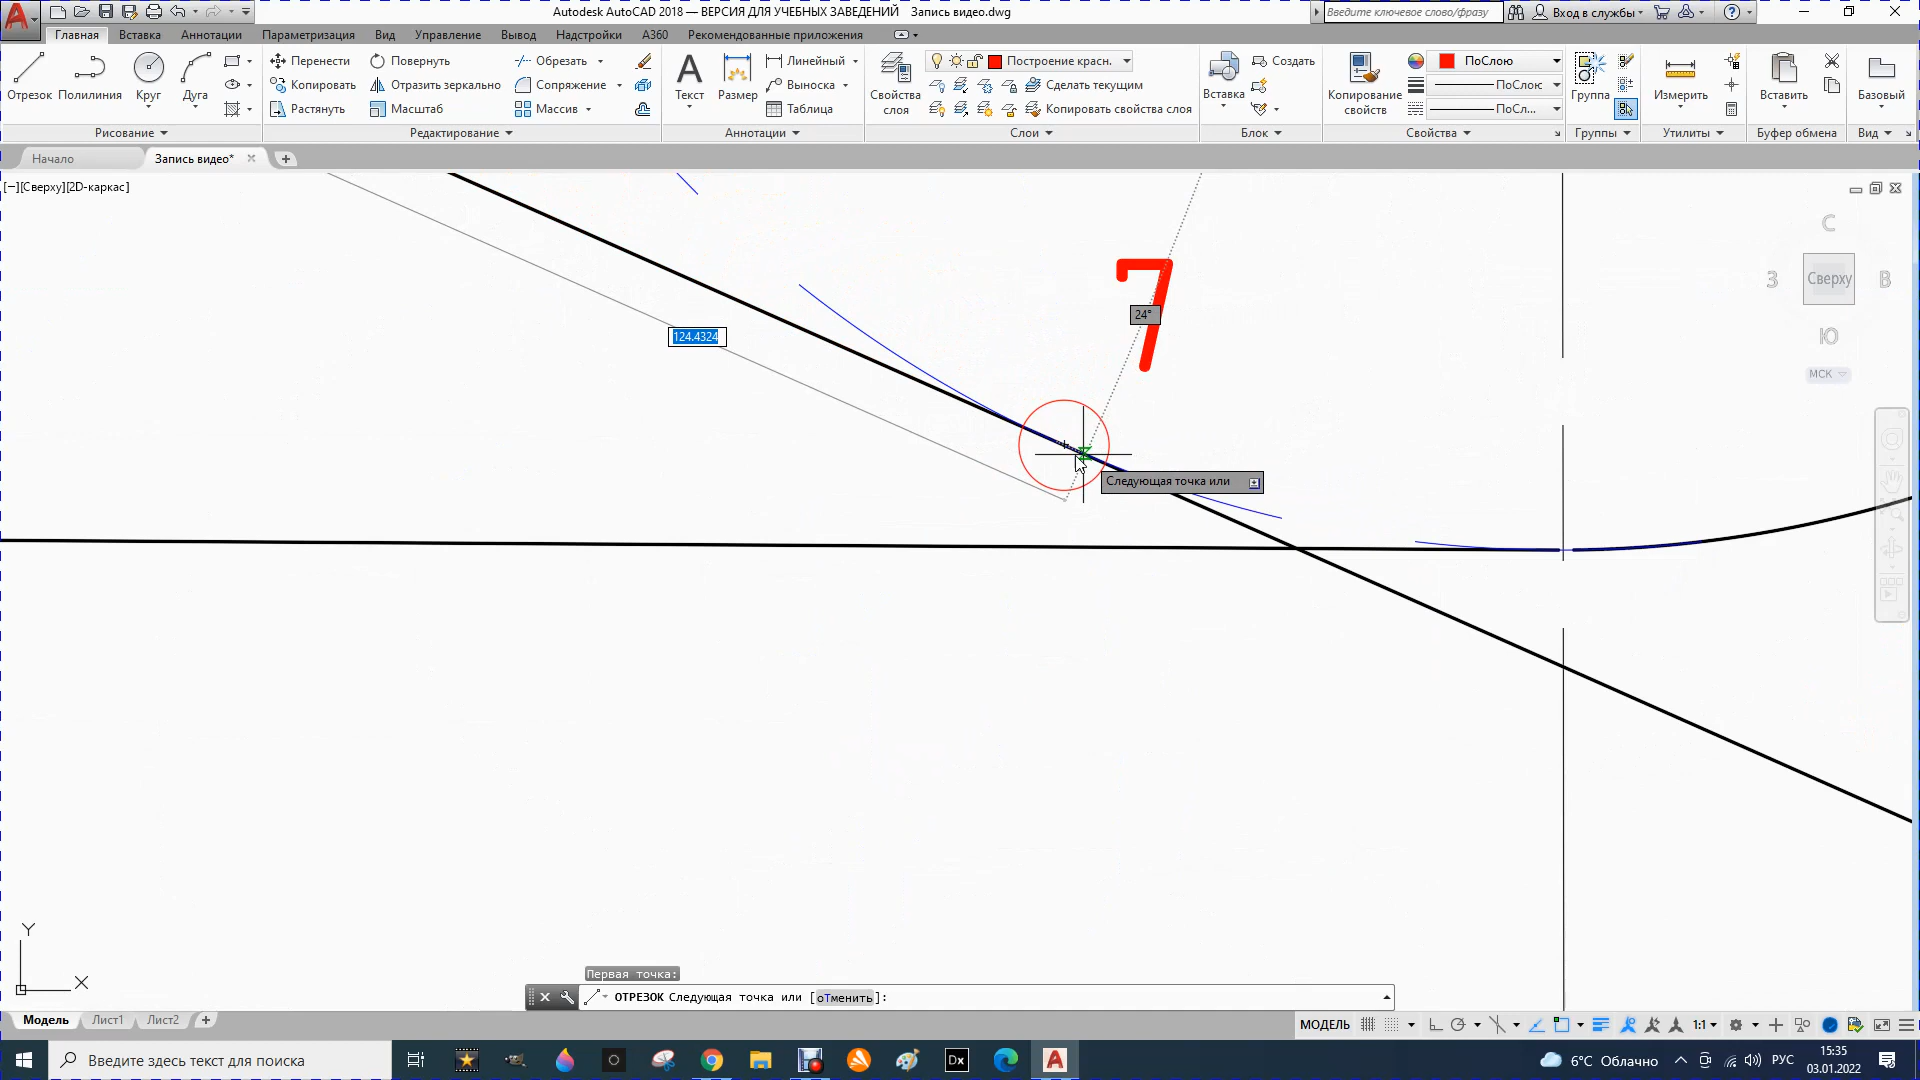 Autodesk AutoCAD 2018 — ВЕРСИЯ ДЛЯ УЧЕБНЫХ ЗАВЕДЕНИЙ Запись видео.dwg
Введите ключевое слово/фразу
Вход в службы
Главная Вставка Аннотации Параметризация Вид Управление Вывод Надстройки A360 Рекомендованные приложения
Отрезок Полилиния Круг Дуга
Рисование
Перенести Повернуть Обрезать
Копировать Отразить зеркально Сопряжение
Растянуть Масштаб Массив
Редактирование
Текст Размер
Линейный
Выноска
Таблица
Аннотации
Свойства слоя
Построение красн.
Сделать текущим
Копировать свойства слоя
Слои
Вставка
Создать
Блок
Копирование свойств
ПоСлою
ПоСлою
ПоСл...
Свойства
Группа
Группы
Измерить
Утилиты
Вставить
Буфер обмена
Базовый
Вид
Начало Запись видео*
[−][Сверху][2D-каркас]
С
З Сверху В
Ю
МСК
7
24°
124.4324
Следующая точка или
Y
X
Первая точка:
ОТРЕЗОК Следующая точка или [оТменить]:
Модель Лист1 Лист2
МОДЕЛЬ 1:1
Введите здесь текст для поиска
Dx
6°C Облачно
РУС
15:35
03.01.2022